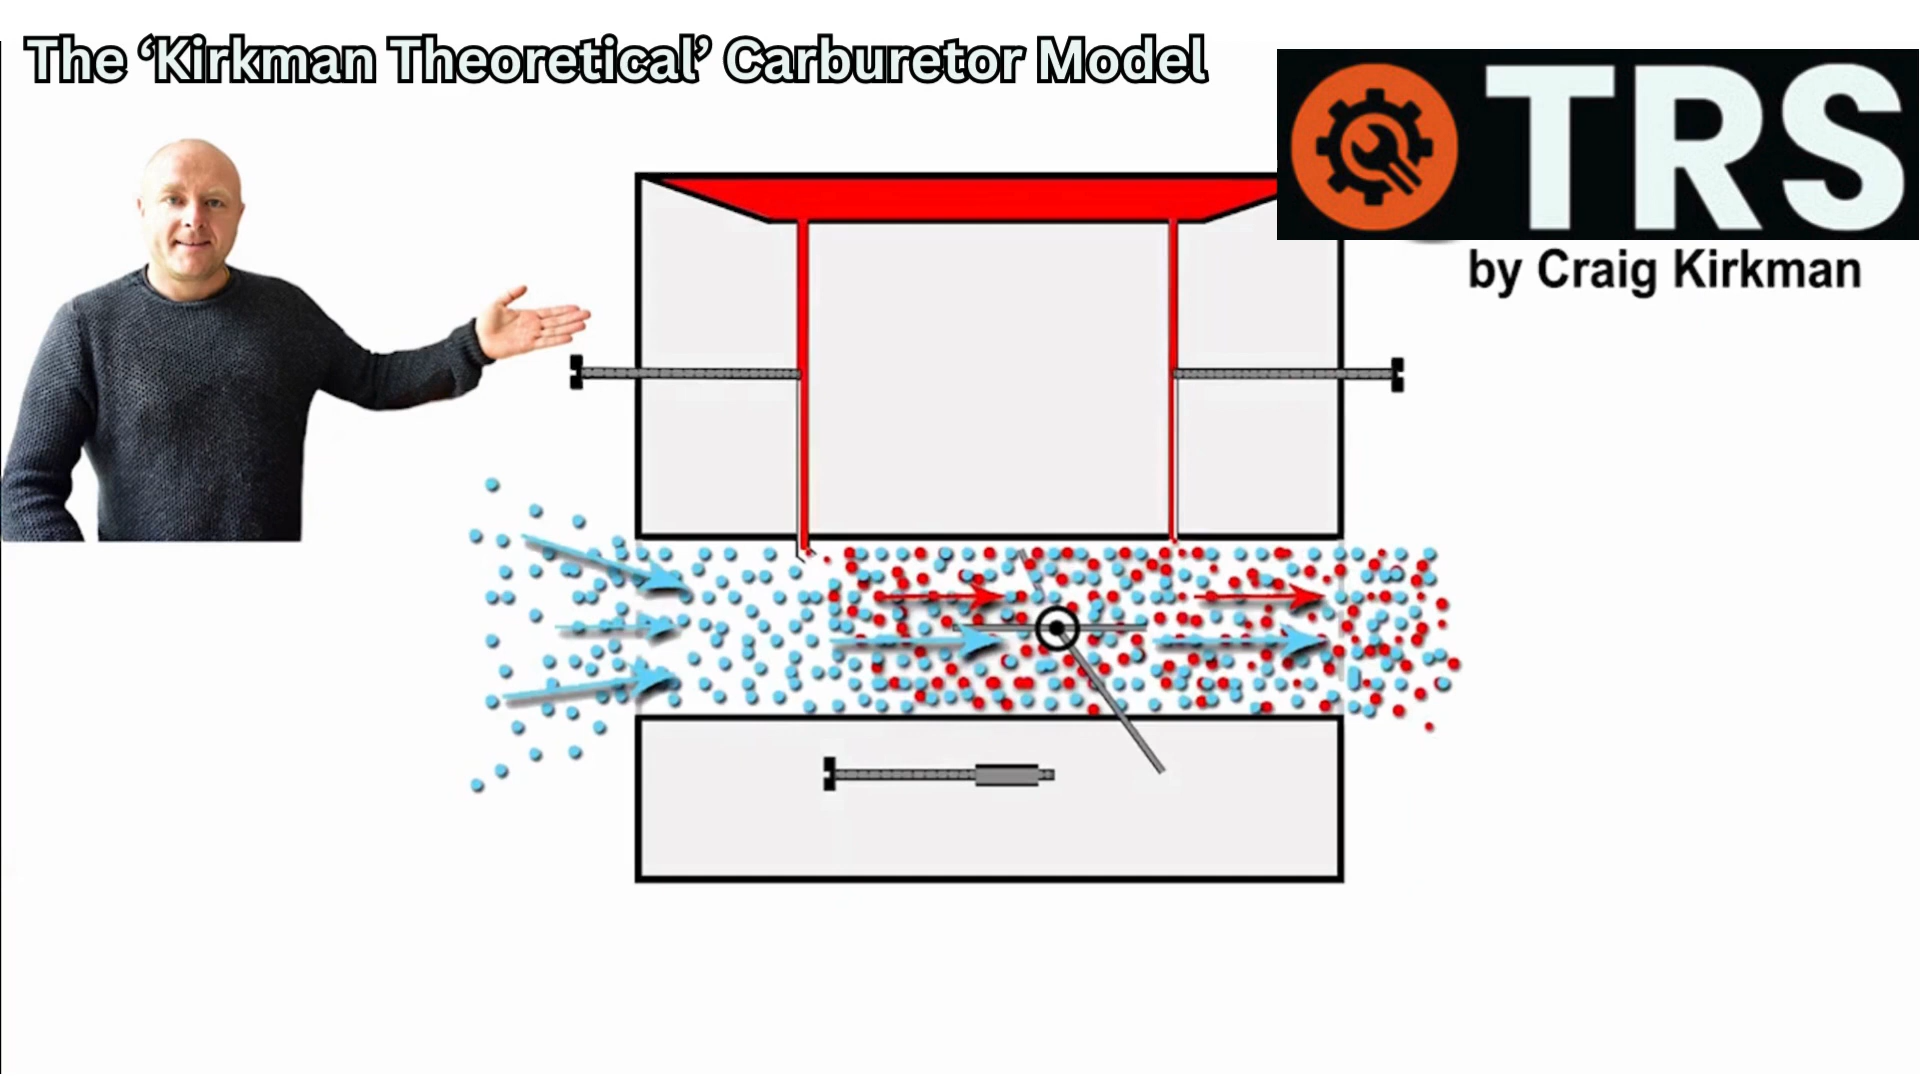 The ‘Kirkman Theoretical’ Carburetor Model
TRS
by Craig Kirkman